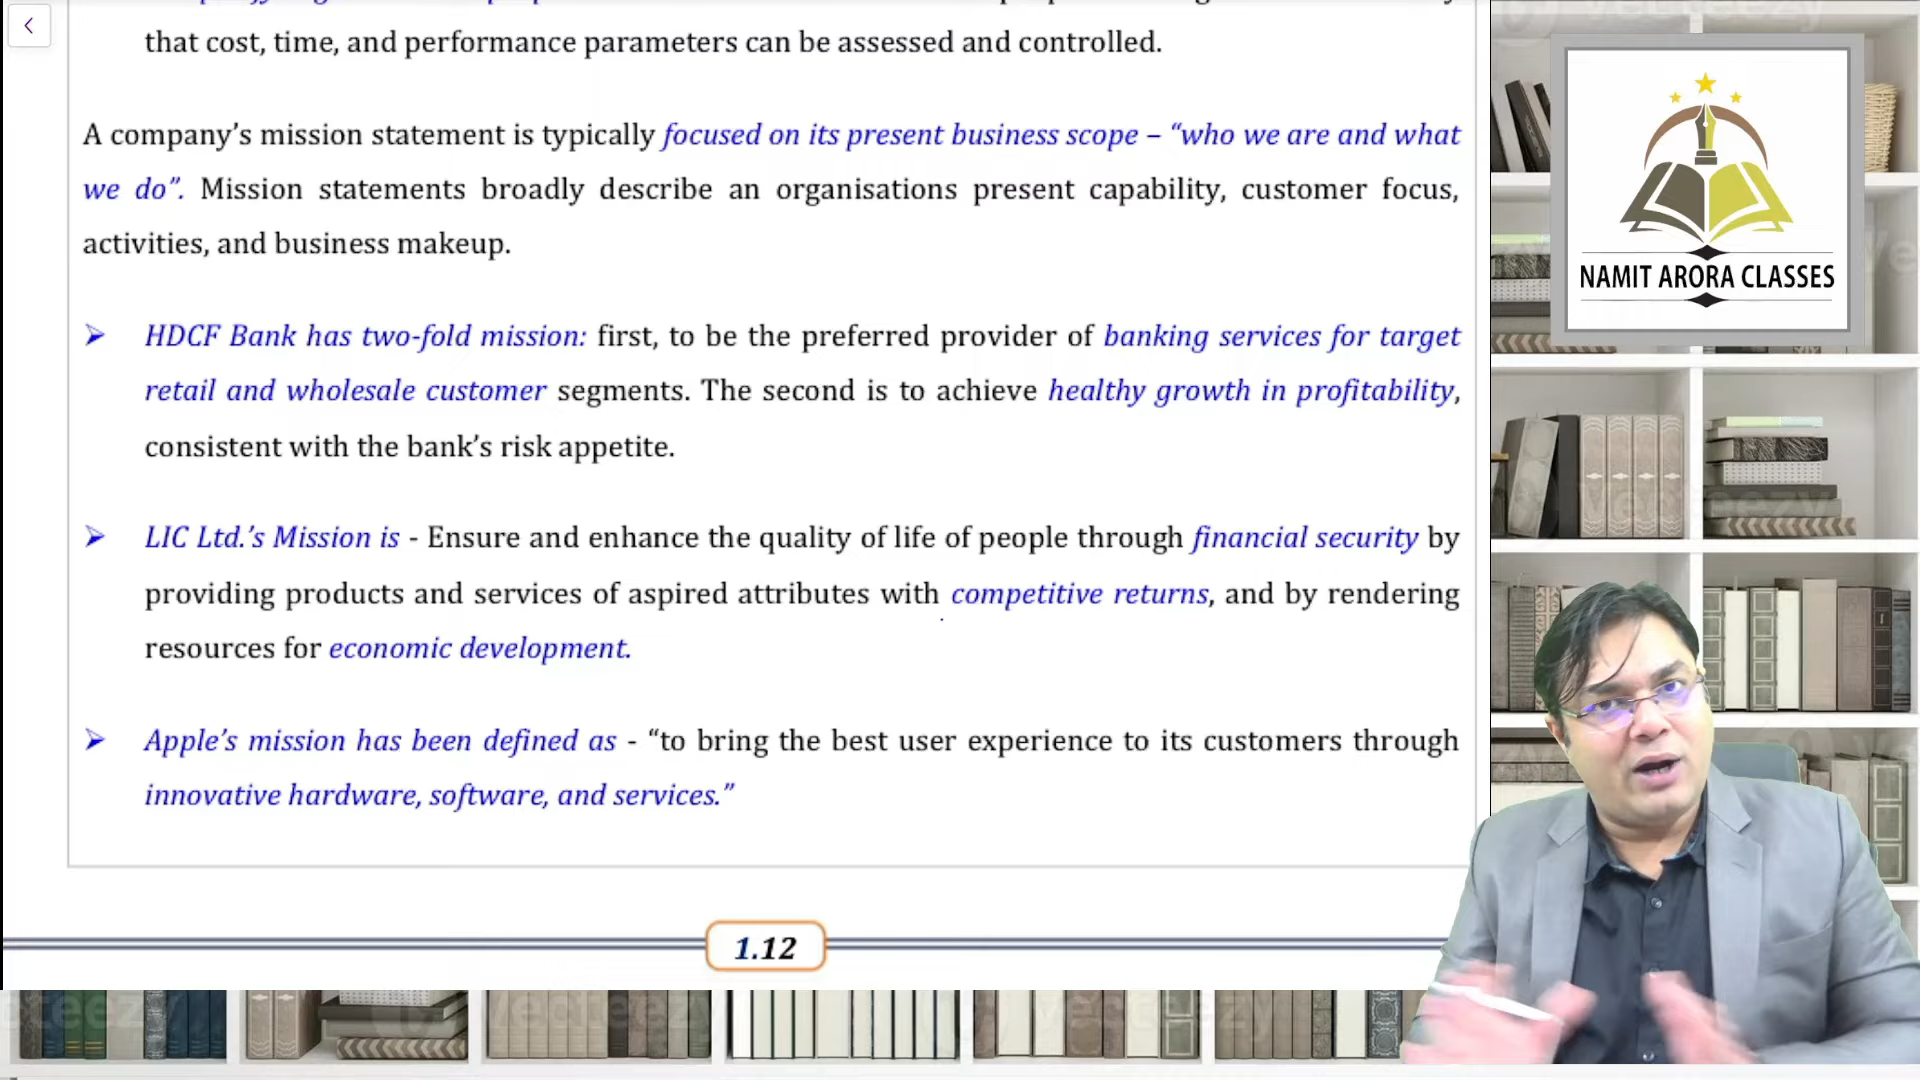 that cost, time, and performance parameters can be assessed and controlled.
A company’s mission statement is typically focused on its present business scope – “who we are and what
we do”. Mission statements broadly describe an organisations present capability, customer focus,
activities, and business makeup.
HDCF Bank has two-fold mission: first, to be the preferred provider of banking services for target
retail and wholesale customer segments. The second is to achieve healthy growth in profitability,
consistent with the bank’s risk appetite.
LIC Ltd.’s Mission is - Ensure and enhance the quality of life of people through financial security by
providing products and services of aspired attributes with competitive returns, and by rendering
resources for economic development.
Apple’s mission has been defined as - “to bring the best user experience to its customers through
innovative hardware, software, and services.”
1.12
NAMIT ARORA CLASSES